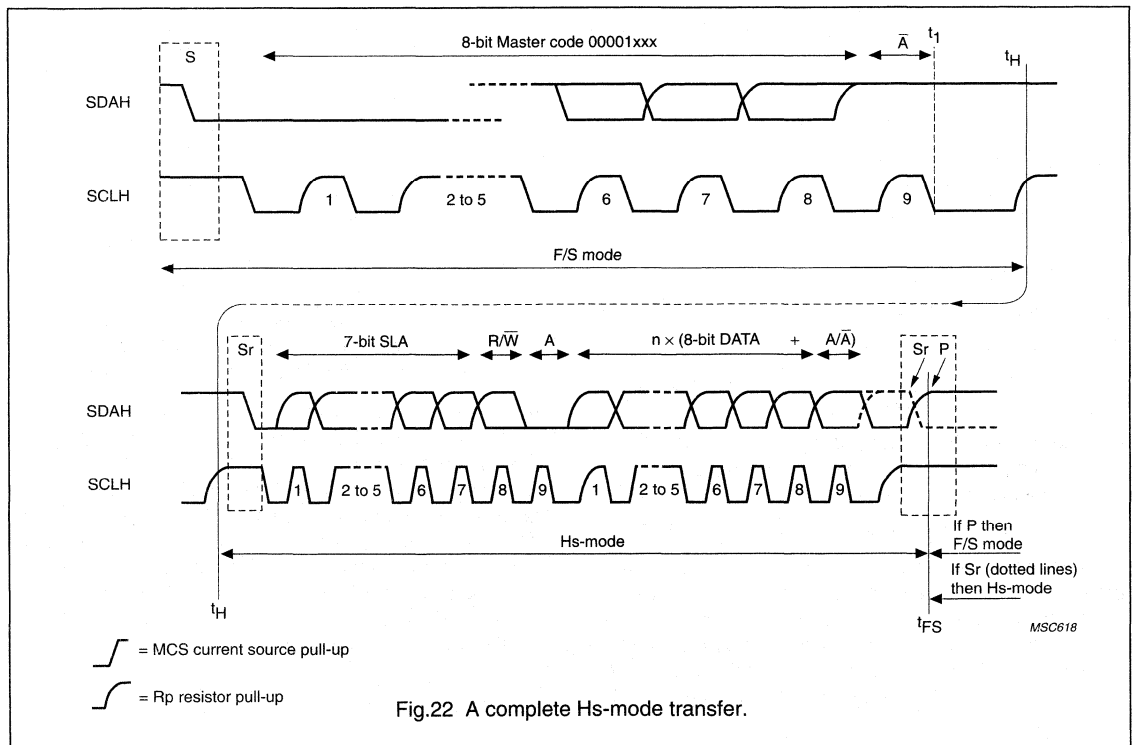 8-bit Master code 00001xxx
A̅
t1
tH
S
SDAH
SCLH
1
2 to 5
6
7
8
9
F/S mode
Sr
7-bit SLA
R/W̅
A
n × (8-bit DATA + A/A̅)
Sr P
SDAH
SCLH
1
2 to 5
6
7
8
9
1
2 to 5
6
7
8
9
Hs-mode
If P then
F/S mode
If Sr (dotted lines)
then Hs-mode
tH
tFS
MSC618
= MCS current source pull-up
= Rp resistor pull-up
Fig.22 A complete Hs-mode transfer.